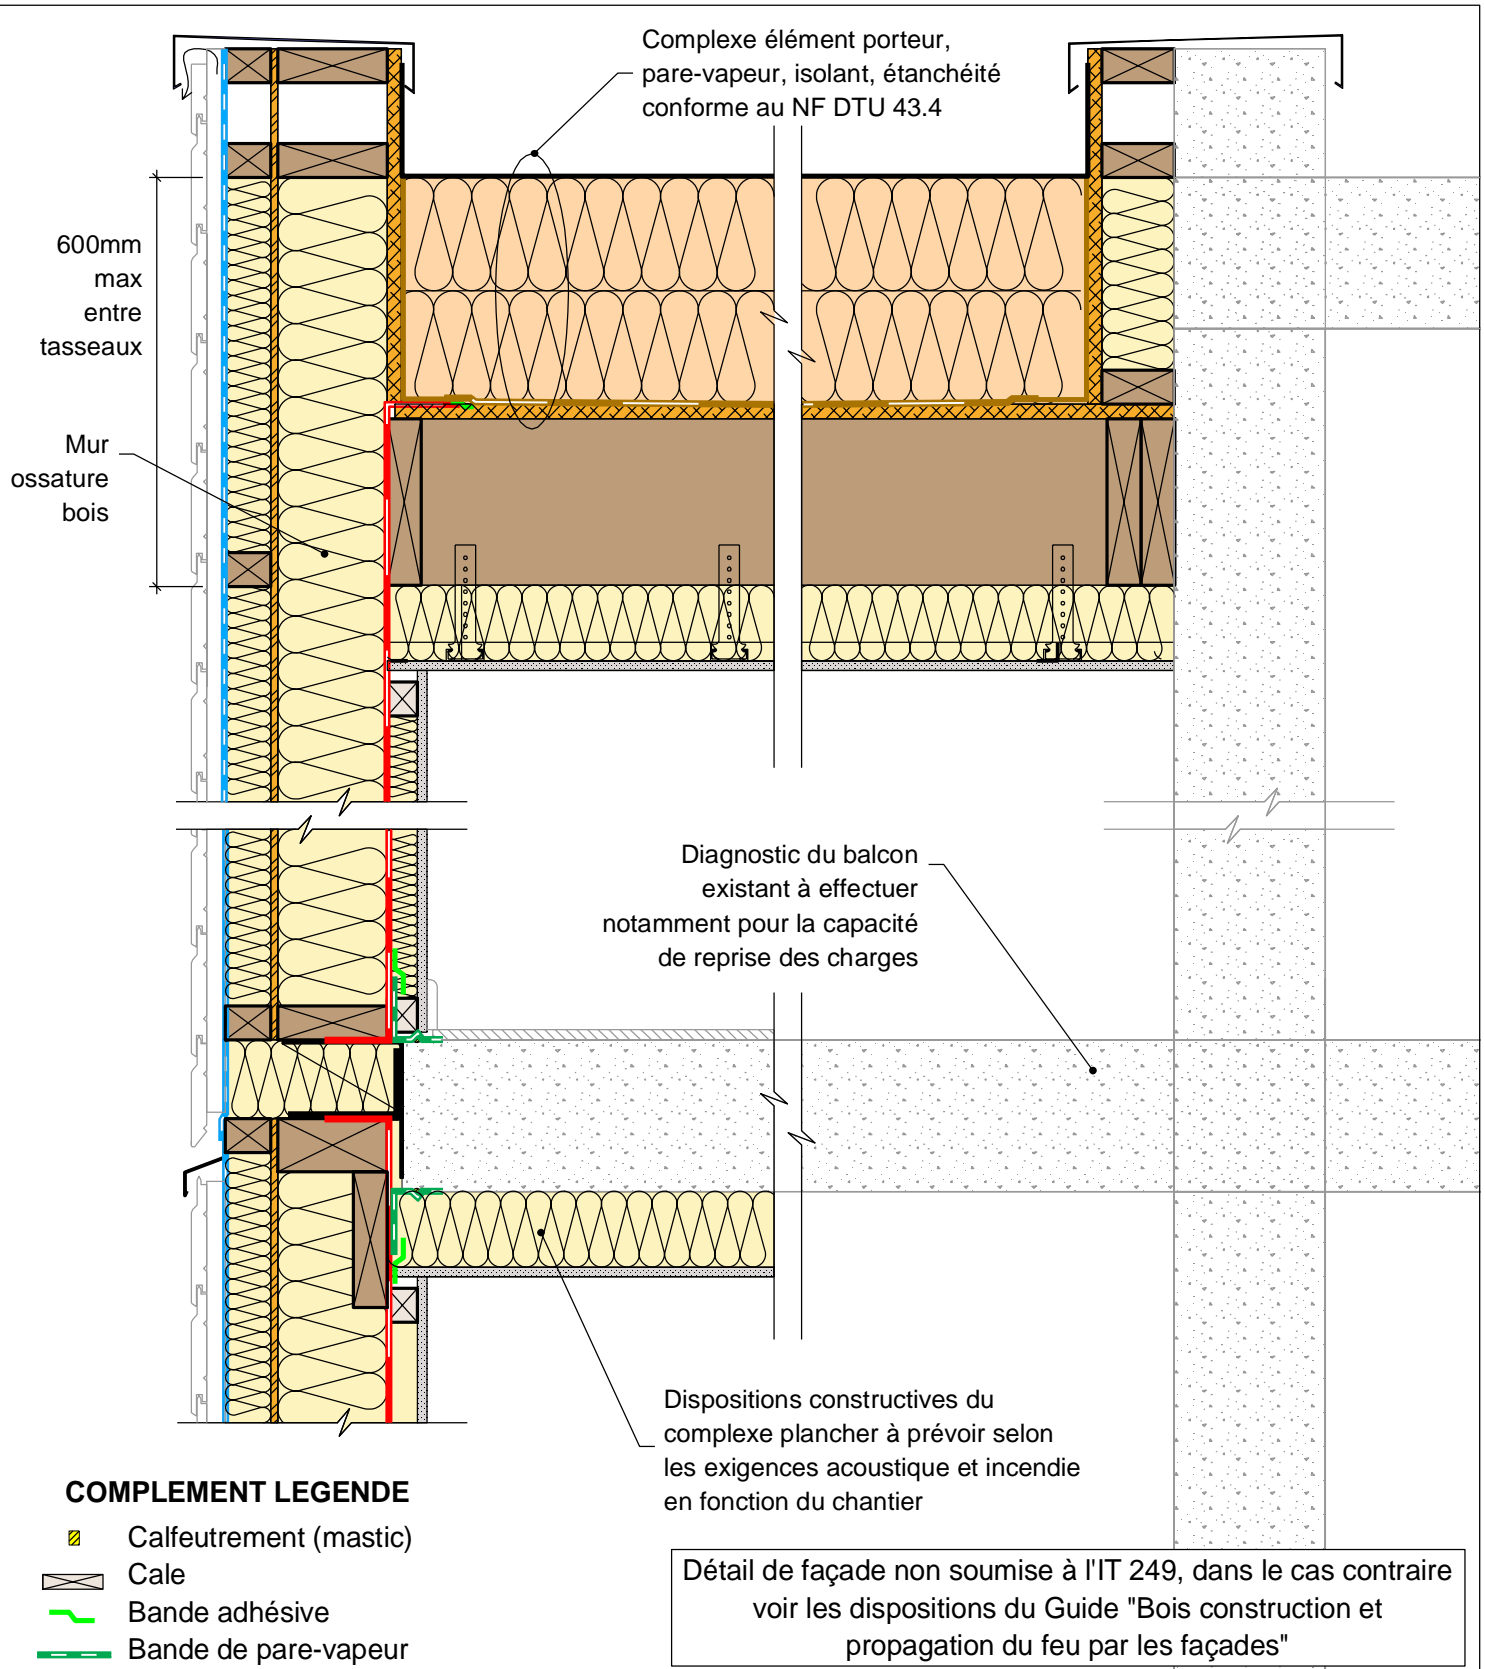 Complexe élément porteur,
pare-vapeur, isolant, étanchéité
conforme au NF DTU 43.4
600mm
max
entre
tasseaux
Mur
ossature
bois
Diagnostic du balcon
existant à effectuer
notamment pour la capacité
de reprise des charges
Dispositions constructives du
complexe plancher à prévoir selon
les exigences acoustique et incendie
en fonction du chantier
COMPLEMENT LEGENDE
Calfeutrement (mastic)
Cale
Bande adhésive
Bande de pare-vapeur
Détail de façade non soumise à l'IT 249, dans le cas contraire
voir les dispositions du Guide "Bois construction et
propagation du feu par les façades"